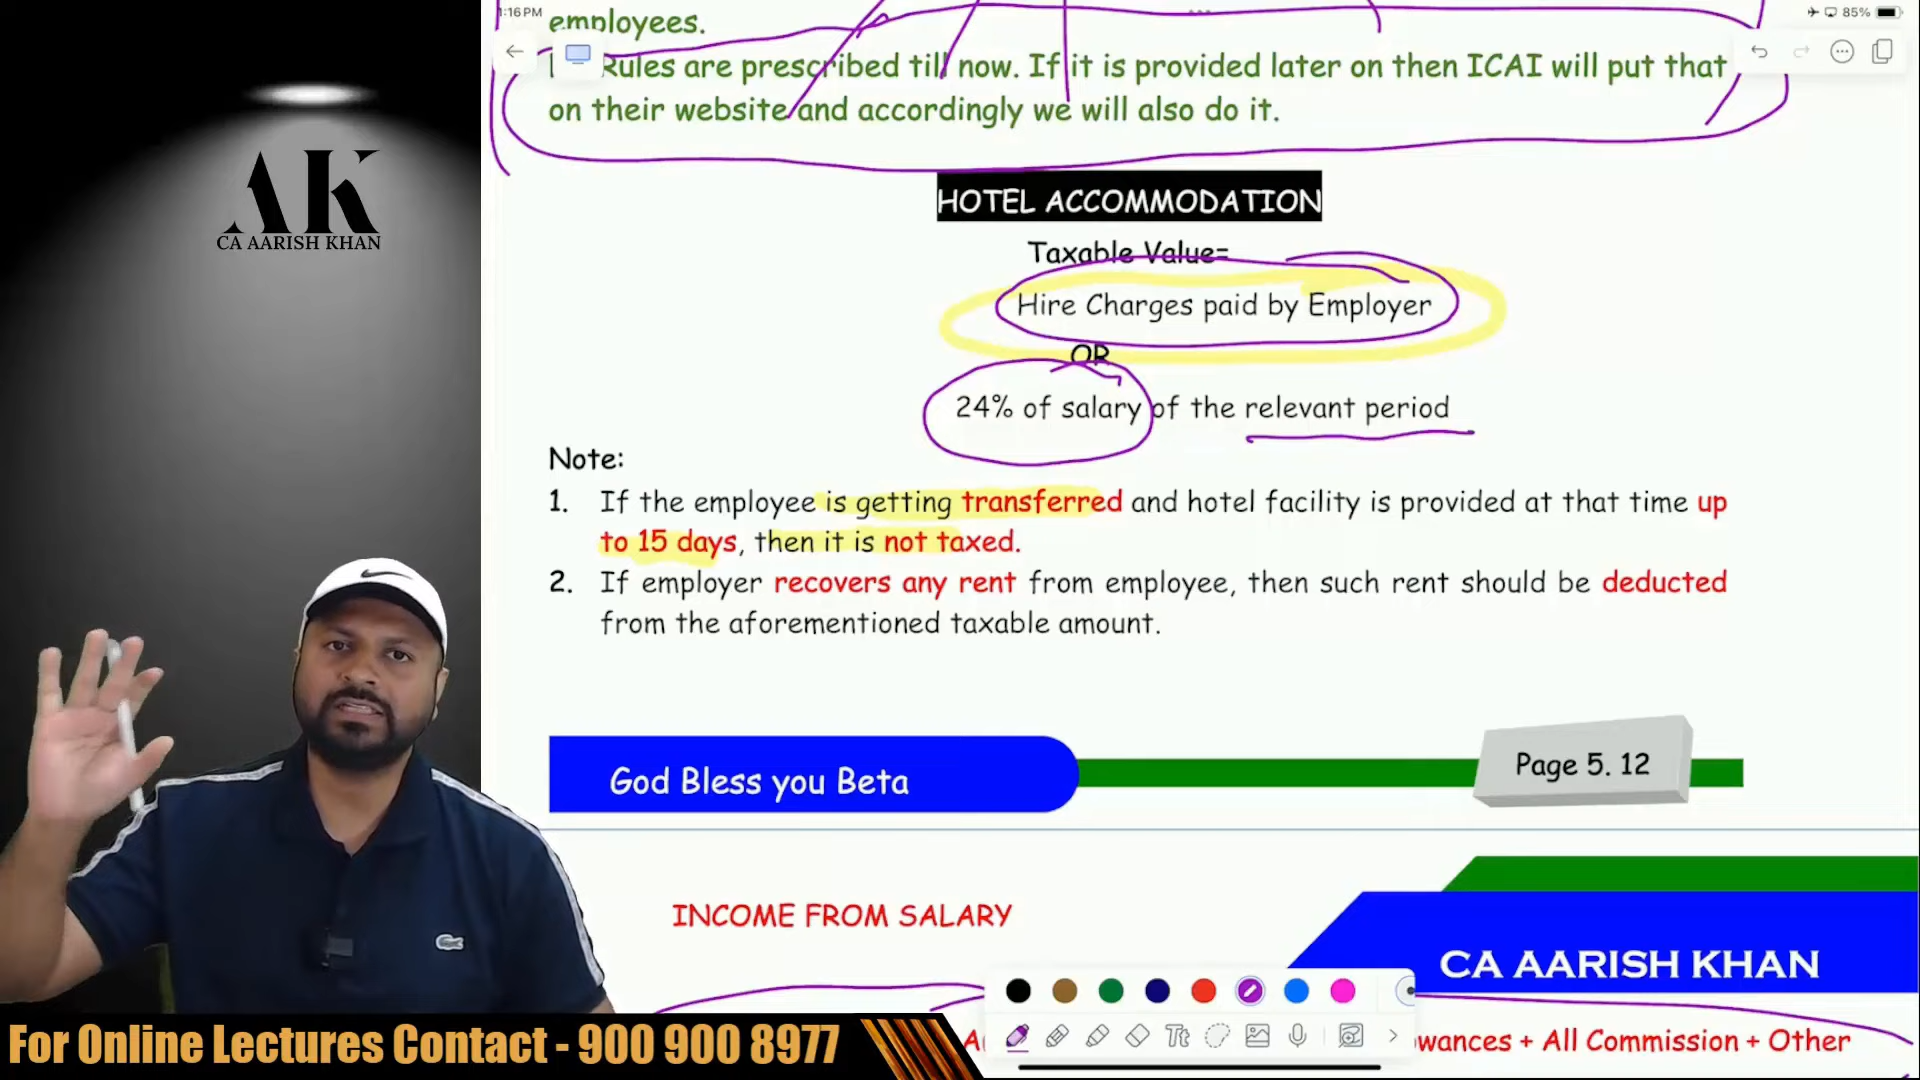 1:16 PM
85%
employees.
Rules are prescribed till now. If it is provided later on then ICAI will put that
on their website and accordingly we will also do it.
AK
CA AARISH KHAN
HOTEL ACCOMMODATION
Taxable Value=
Hire Charges paid by Employer
OR
24% of salary of the relevant period
Note:
1. If the employee is getting transferred and hotel facility is provided at that time up
to 15 days, then it is not taxed.
2. If employer recovers any rent from employee, then such rent should be deducted
from the aforementioned taxable amount.
God Bless you Beta
Page 5. 12
INCOME FROM SALARY
CA AARISH KHAN
Tt
wances + All Commission + Other
For Online Lectures Contact - 900 900 8977